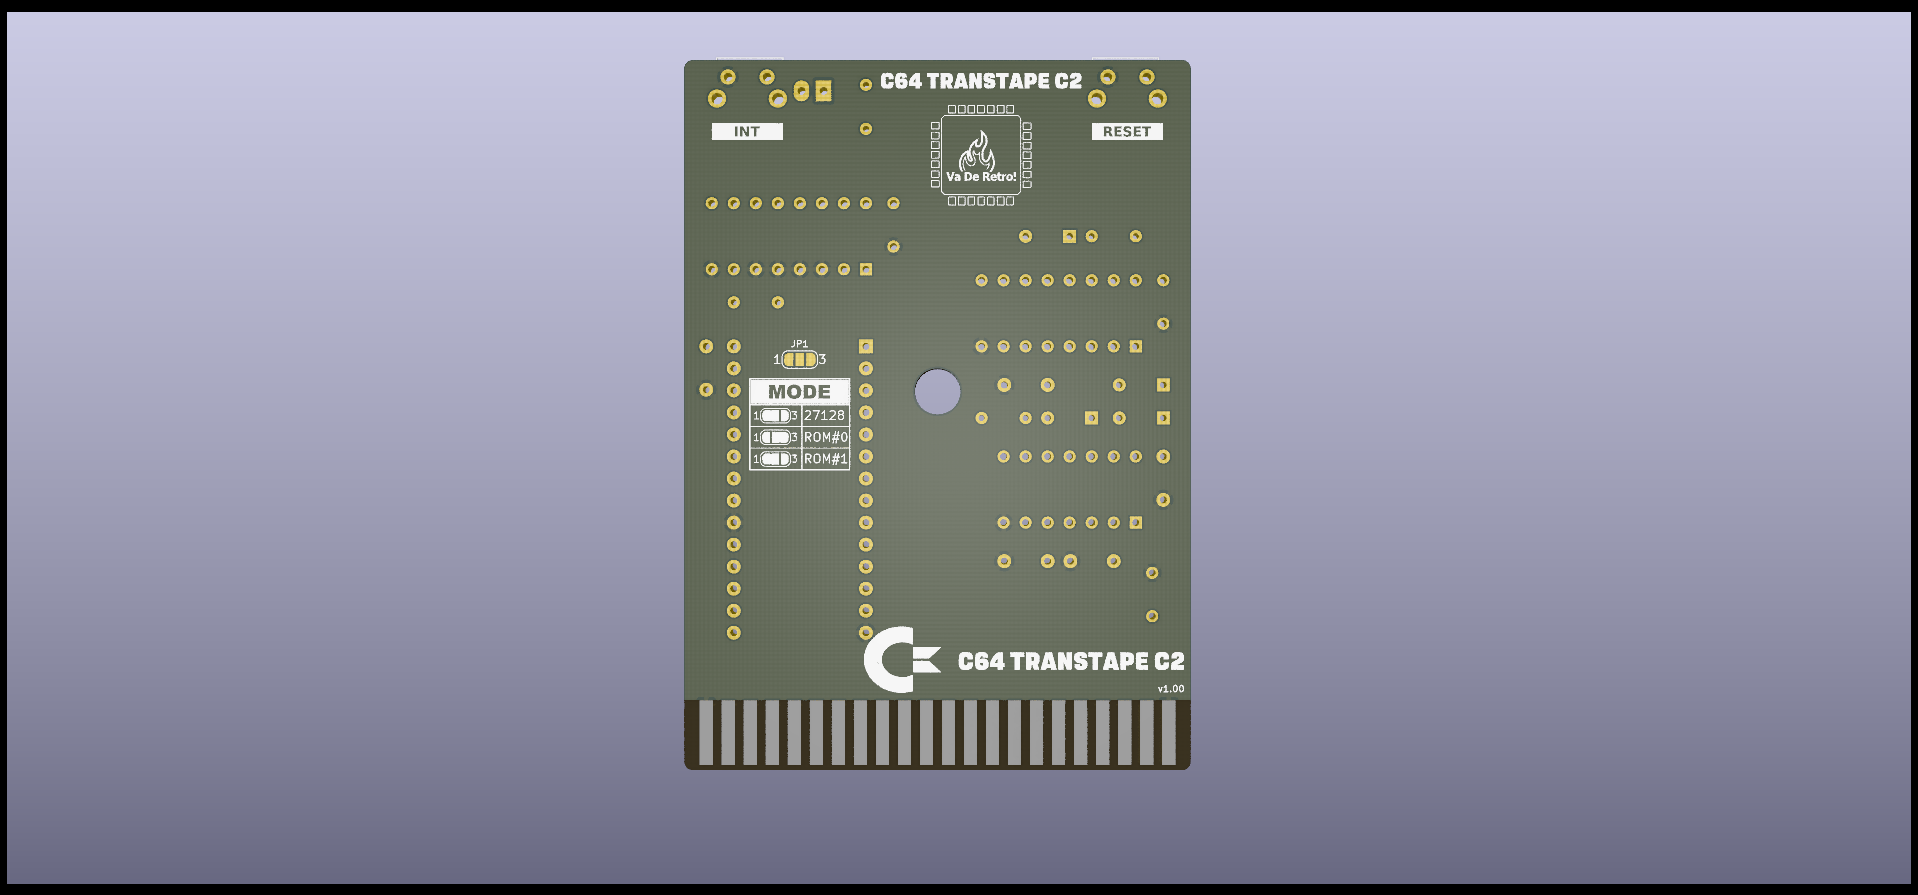 C64 TRANSTAPE C2
INT
RESET
Va De Retro!
JP1
1 3
MODE
1 3 27128
1 3 ROM#0
1 3 ROM#1
C64 TRANSTAPE C2
v1.00